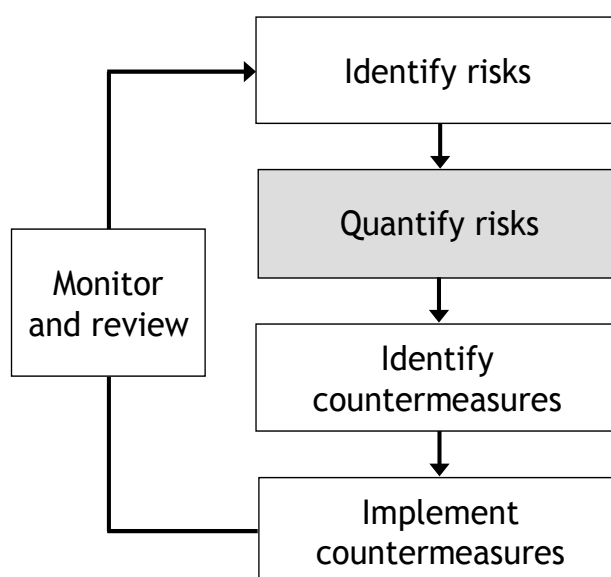 Identify risks
Quantify risks
Monitor
and review
Identify
countermeasures
Implement
countermeasures